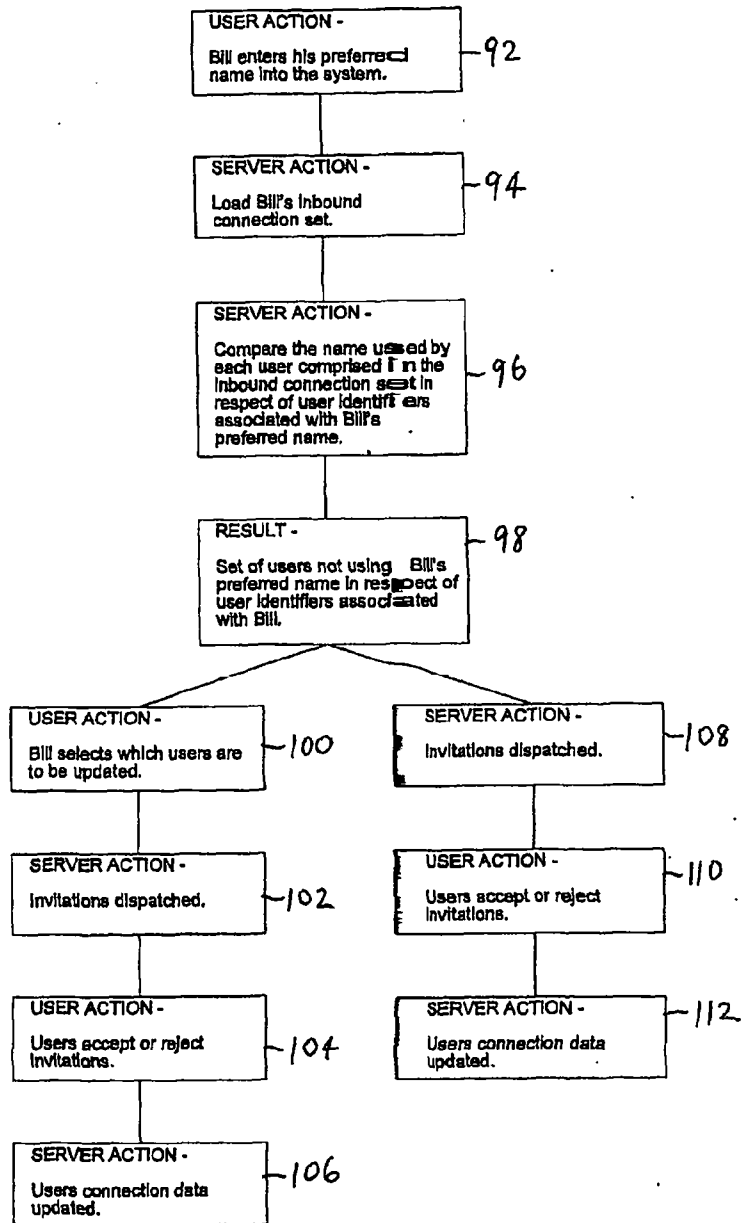 USER ACTION -
Bill enters his preferred
name into the system.
92
SERVER ACTION -
Load Bill's inbound
connection set.
94
SERVER ACTION -
Compare the name used by
each user comprised in the
inbound connection set in
respect of user identifiers
associated with Bill's
preferred name.
96
RESULT -
Set of users not using Bill's
preferred name in respect of
user identifiers associated
with Bill.
98
USER ACTION -
Bill selects which users are
to be updated.
100
SERVER ACTION -
Invitations dispatched.
102
USER ACTION -
Users accept or reject
invitations.
104
SERVER ACTION -
Users connection data
updated.
106
SERVER ACTION -
Invitations dispatched.
108
USER ACTION -
Users accept or reject
invitations.
110
SERVER ACTION -
Users connection data
updated.
112